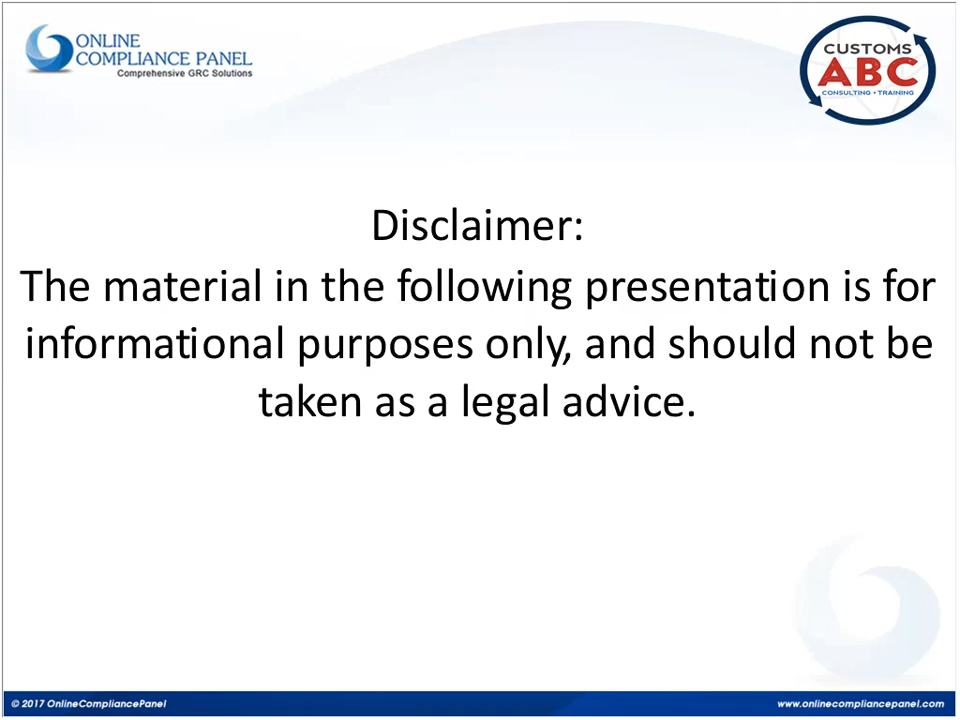 ONLINE
COMPLIANCE PANEL
Comprehensive GRC Solutions
CUSTOMS
ABC
CONSULTING • TRAINING
Disclaimer:
The material in the following presentation is for
informational purposes only, and should not be
taken as a legal advice.
© 2017 OnlineCompliancePanel
www.onlinecompliancepanel.com